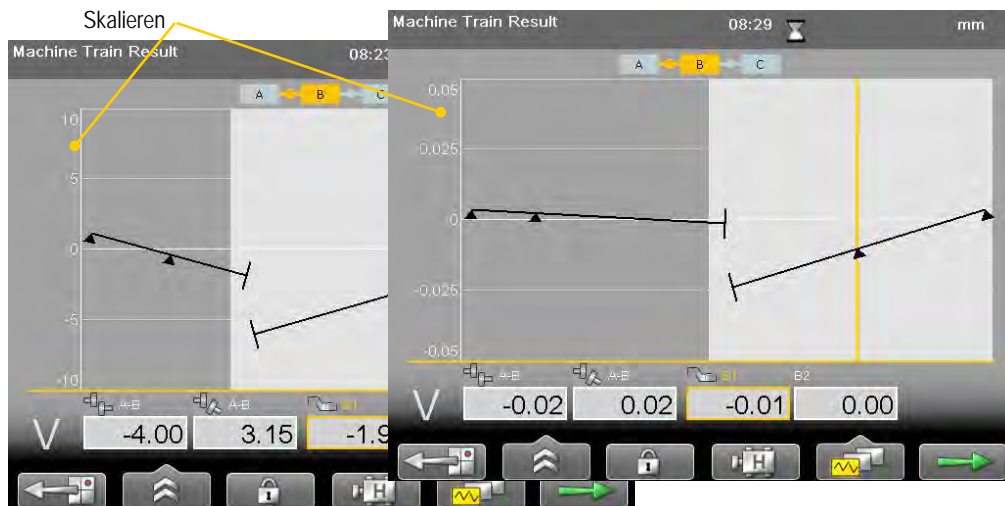 Skalieren
Machine Train Result 08:23
A B C
10
5
0
-5
-10
A-B A-B B1
V -4.00 3.15 -1.9
H
Machine Train Result 08:29 mm
A B C
0.05
0.025
0
-0.025
-0.05
A-B A-B B1 B2
V -0.02 0.02 -0.01 0.00
H